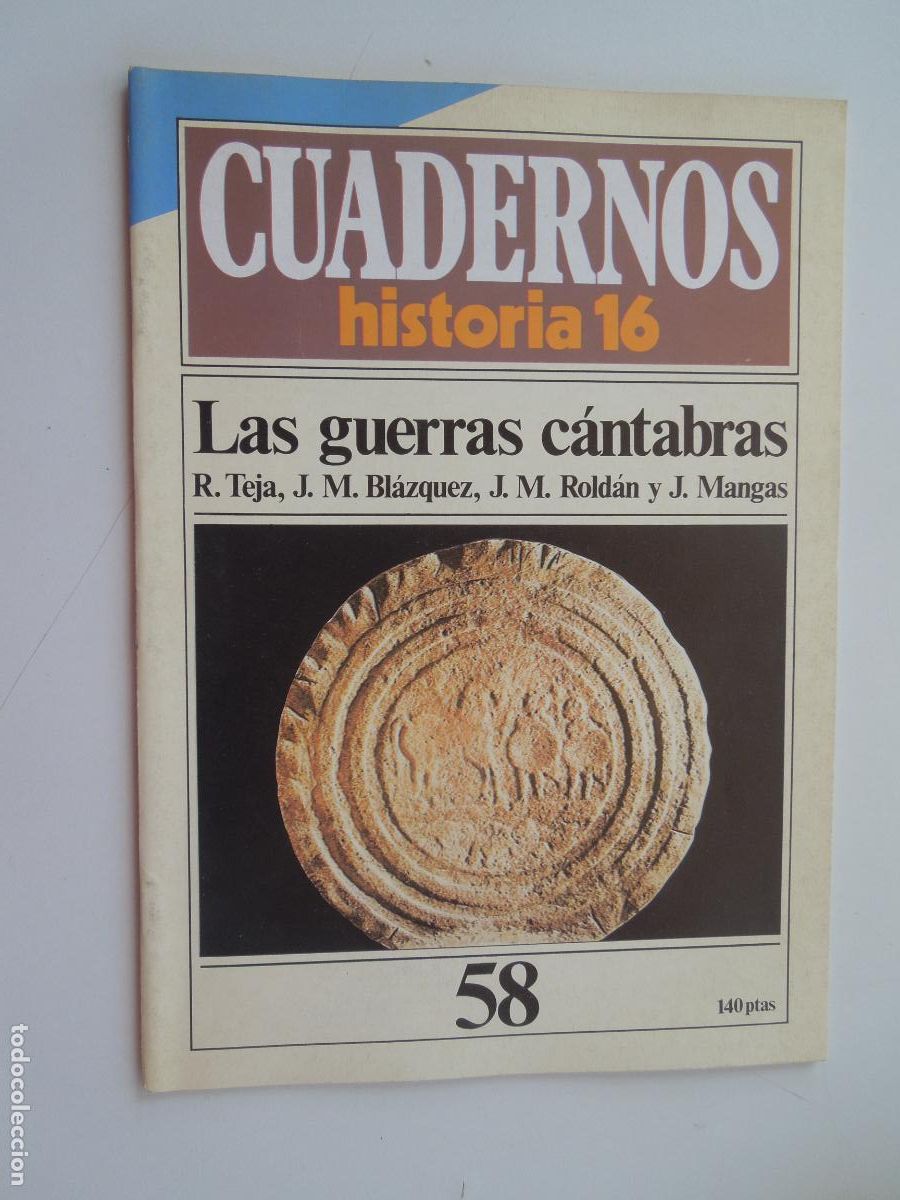 CUADERNOS
historia 16
Las guerras cántabras
R. Teja, J. M. Blázquez, J. M. Roldán y J. Mangas
58
140 ptas
todocoleccion